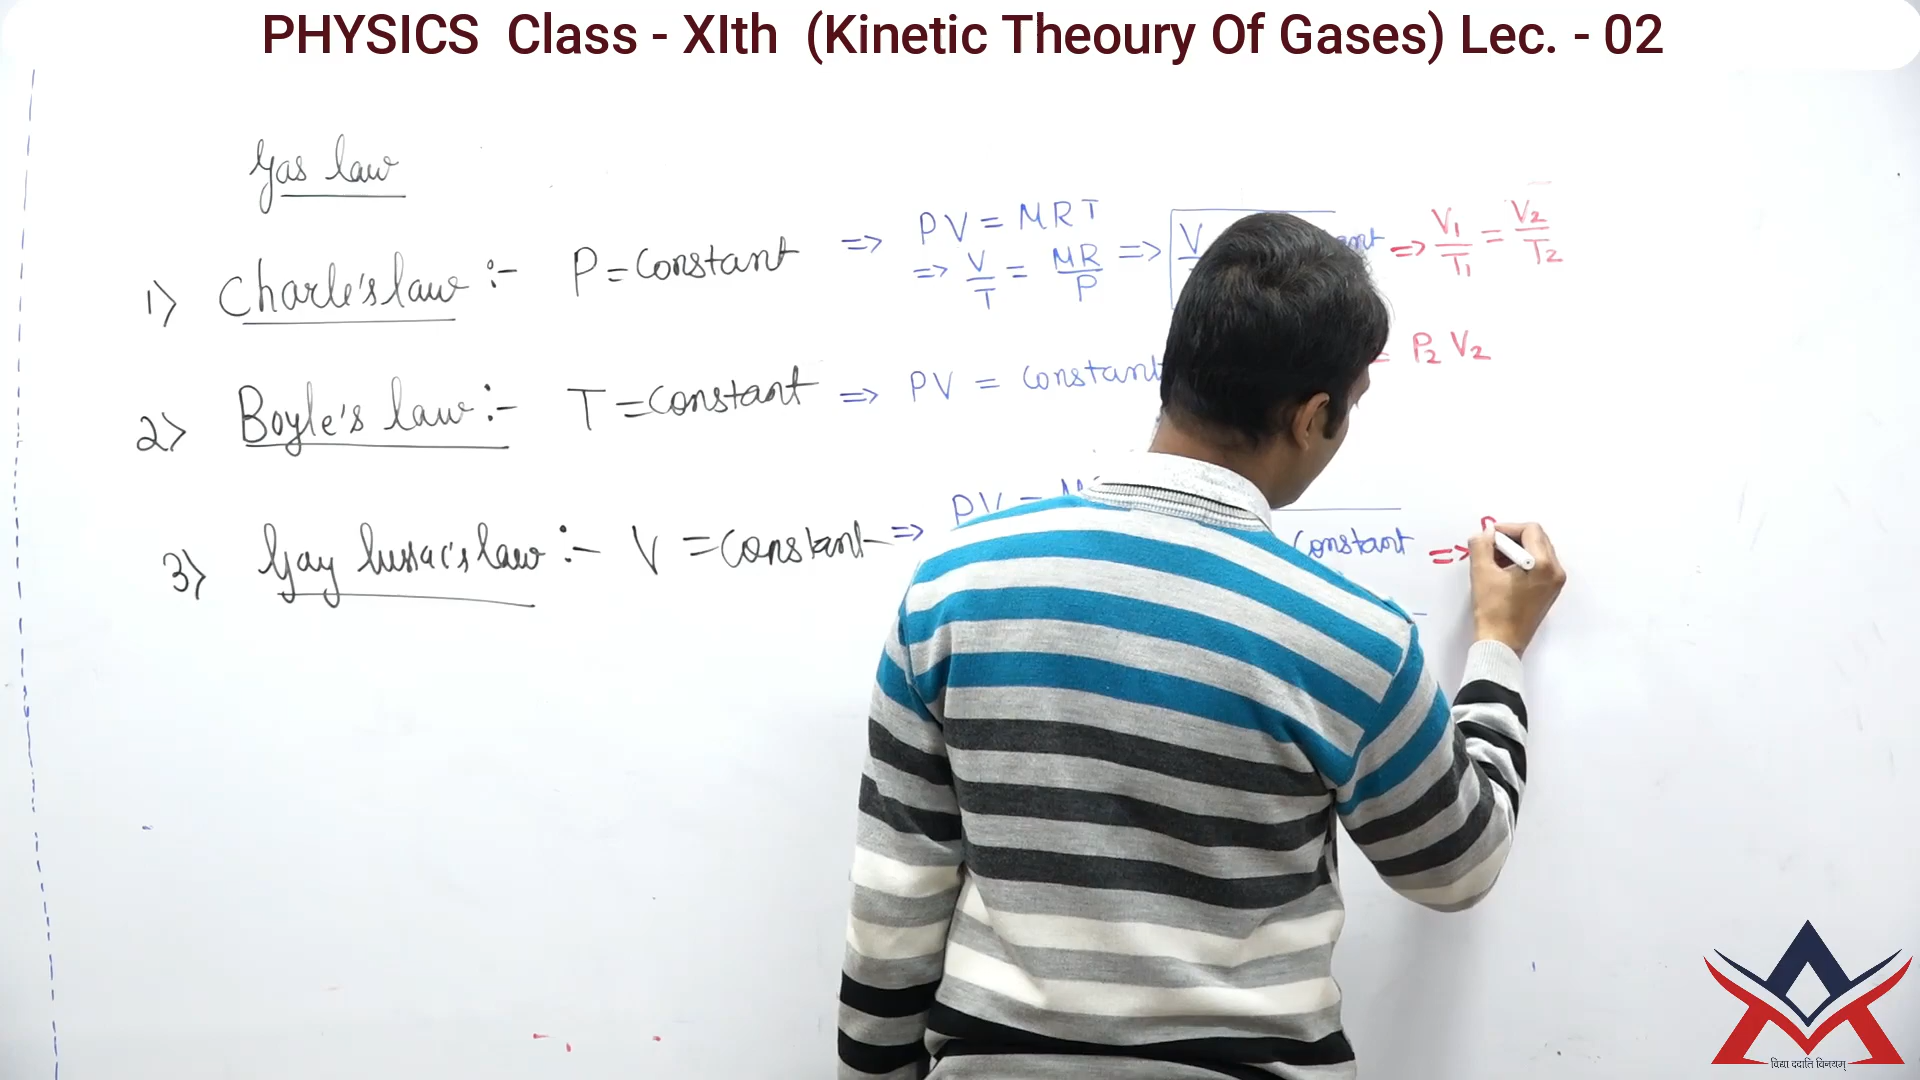 PHYSICS Class - XIth (Kinetic Theoury Of Gases) Lec. - 02
Gas law
1) Charle's law :- P = Constant => PV = MRT
=> V/T = MR/P => V => V1/T1 = V2/T2
2) Boyle's law :- T = Constant => PV = Constant = P2 V2
3) Gay lussac's law :- V = Constant => PV = Constant =>
विद्या ददाति विनयम्